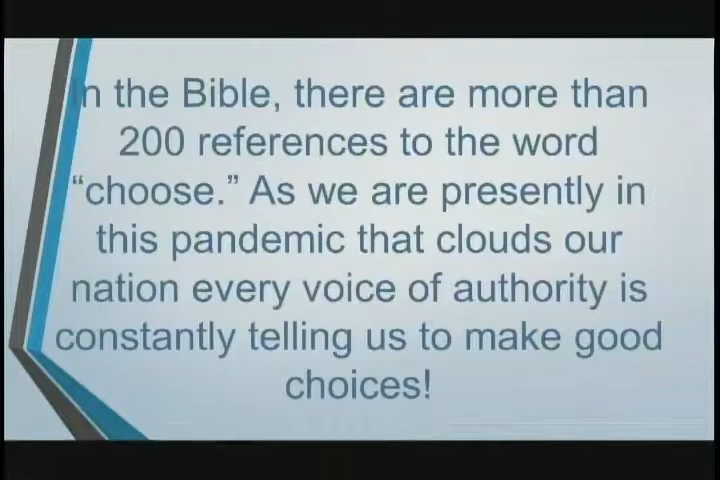 In the Bible, there are more than
200 references to the word
“choose.” As we are presently in
this pandemic that clouds our
nation every voice of authority is
constantly telling us to make good
choices!